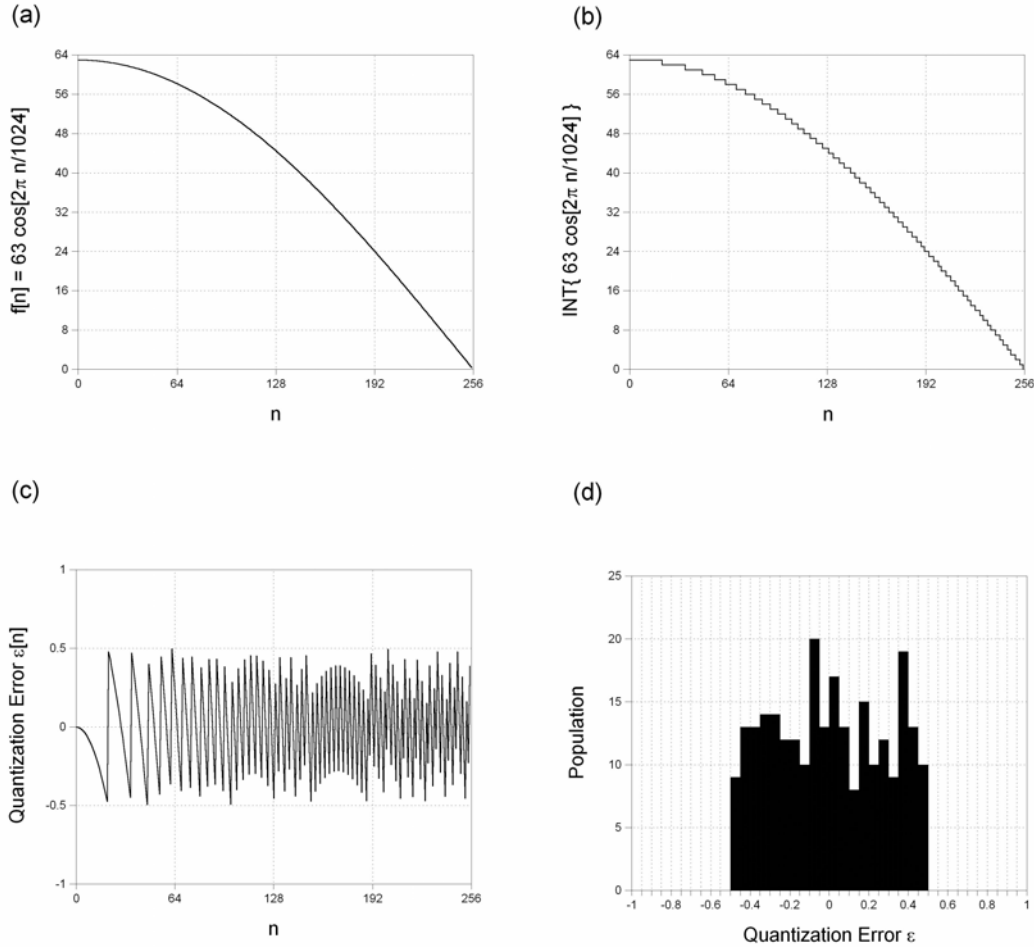 (a)
f[n] = 63 cos[2π n/1024]
64
56
48
40
32
24
16
8
0
0 64 128 192 256
n
(b)
INT{ 63 cos[2π n/1024] }
64
56
48
40
32
24
16
8
0
0 64 128 192 256
n
(c)
Quantization Error ε[n]
1
0.5
0
-0.5
-1
0 64 128 192 256
n
(d)
Population
25
20
15
10
5
0
-1 -0.8 -0.6 -0.4 -0.2 0 0.2 0.4 0.6 0.8 1
Quantization Error ε